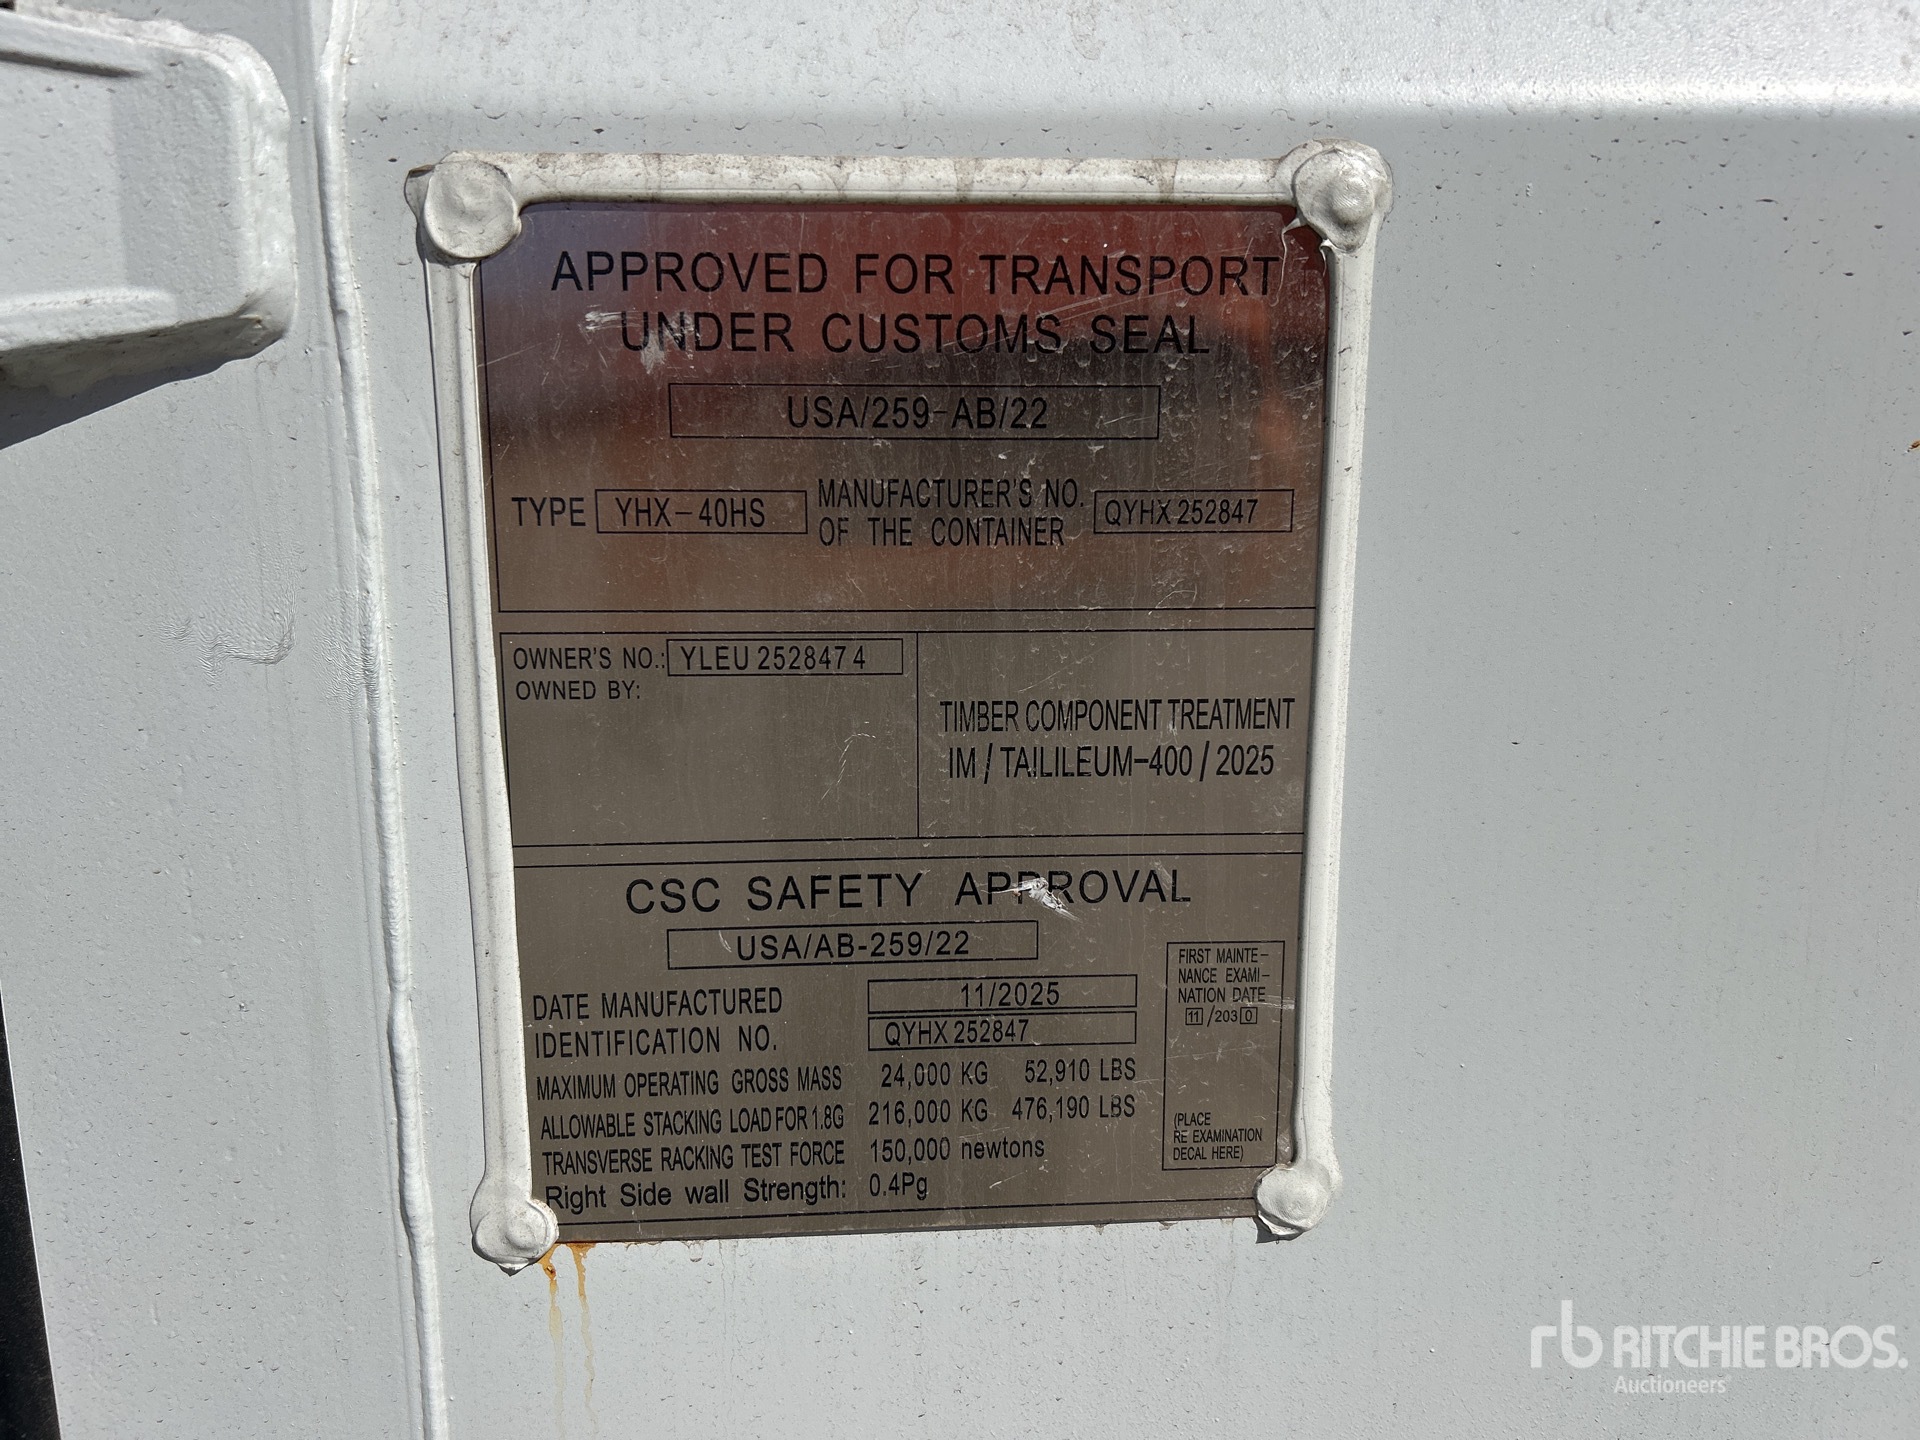 APPROVED FOR TRANSPORT
UNDER CUSTOMS SEAL
USA/259-AB/22
TYPE YHX-40HS MANUFACTURER'S NO. OF THE CONTAINER QYHX 252847
OWNER'S NO.: YLEU 2528474
OWNED BY:
TIMBER COMPONENT TREATMENT
IM / TAILILEUM-400 / 2025
CSC SAFETY APPROVAL
USA/AB-259/22
DATE MANUFACTURED 11/2025
IDENTIFICATION NO. QYHX 252847
MAXIMUM OPERATING GROSS MASS 24,000 KG 52,910 LBS
ALLOWABLE STACKING LOAD FOR 1.8G 216,000 KG 476,190 LBS
TRANSVERSE RACKING TEST FORCE 150,000 newtons
Right Side wall Strength: 0.4Pg
FIRST MAINTE-
NANCE EXAMI-
NATION DATE
11/2030
(PLACE
RE EXAMINATION
DECAL HERE)
rb RITCHIE BROS.
Auctioneers